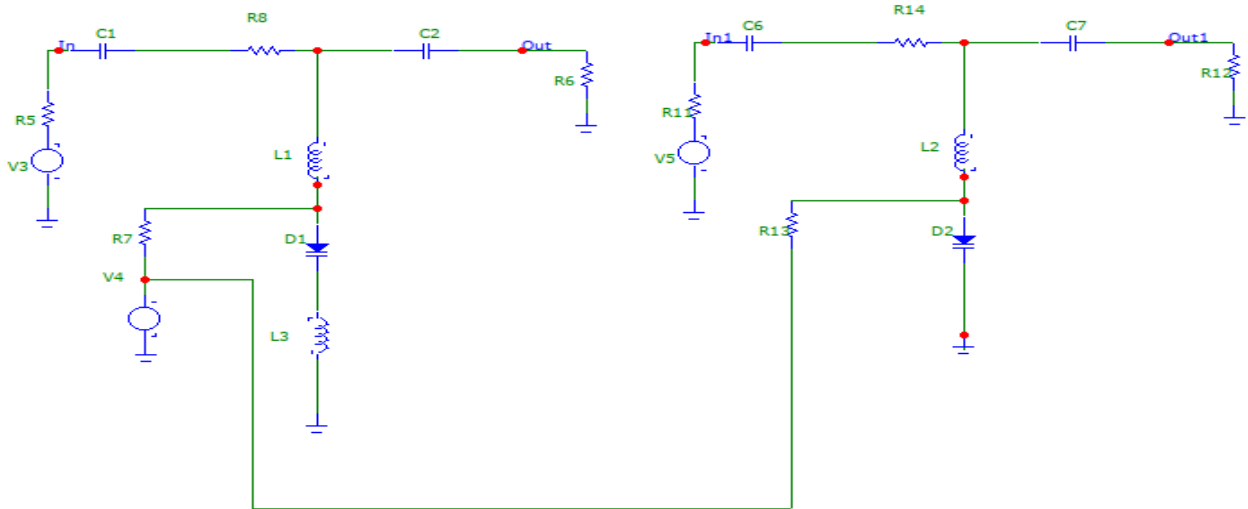 R8
R14
In
C1
C2
Out
In1
C6
C7
Out1
R6
R12
R5
R11
V3
L1
V5
L2
R7
D1
R13
D2
V4
L3